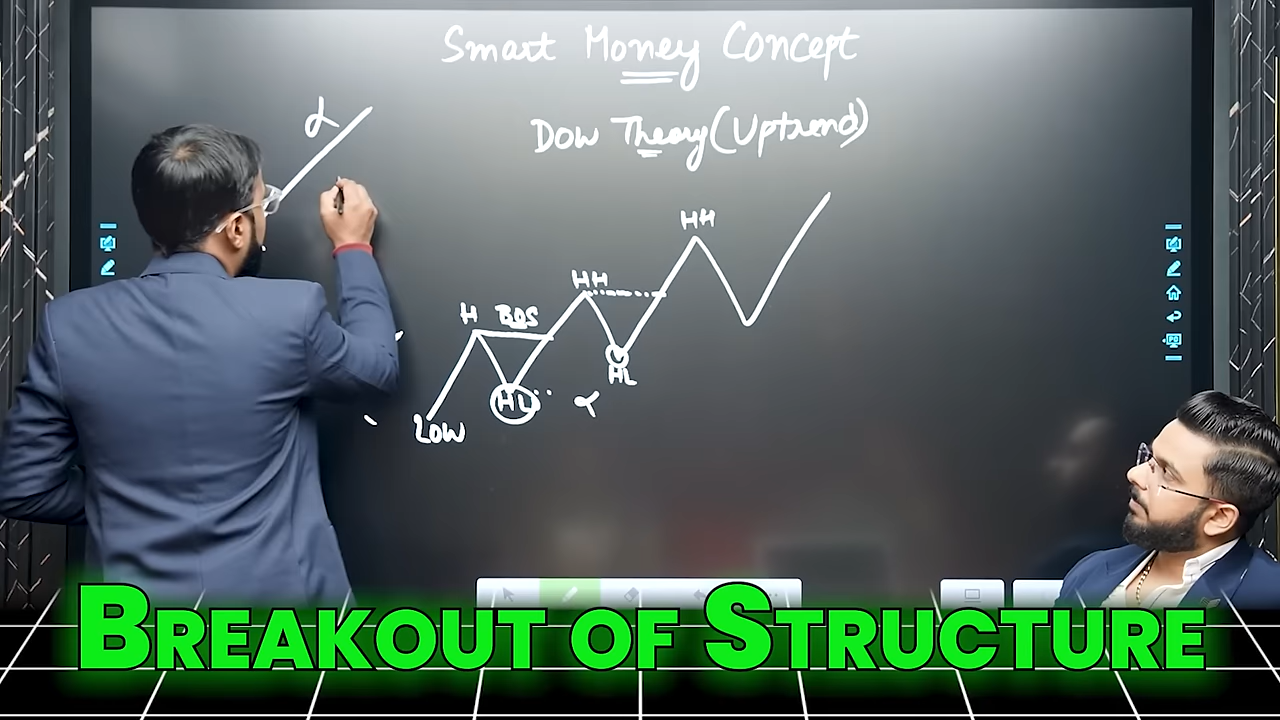 Smart Money Concept
Dow Theory (Uptrend)
α
HH
HH
H BOS
HL
HL
LOW
BREAKOUT OF STRUCTURE